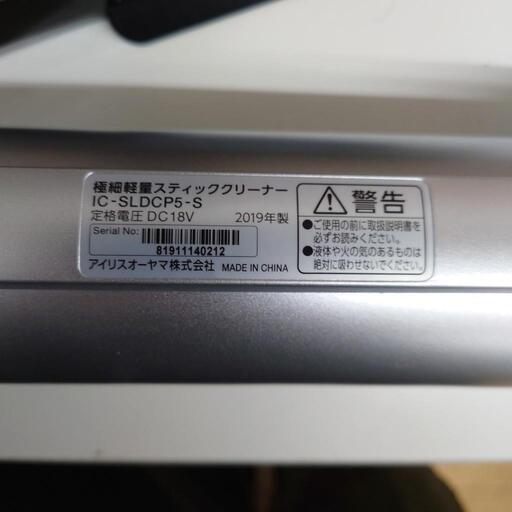 極細軽量スティッククリーナー
IC-SLDCP5-S
定格電圧 DC18V 2019年製
Serial No:
81911140212
アイリスオーヤマ株式会社 MADE IN CHINA
警告
●ご使用の前に取扱説明書を
必ずお読みください。
●液体や火の気のあるものは
絶対に吸わせないでください。